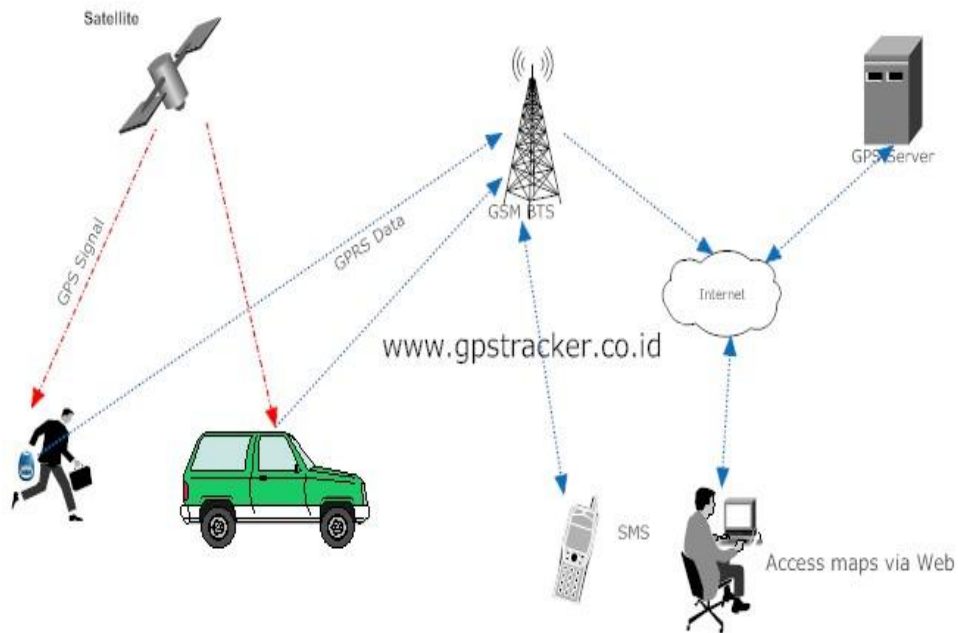 Satellite
GPS Server
GSM BTS
GPS Signal
GPRS Data
Internet
www.gpstracker.co.id
SMS
Access maps via Web